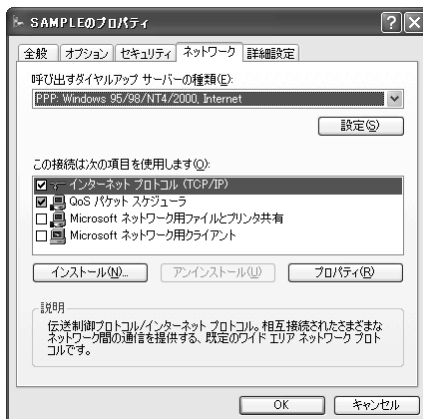 SAMPLEのプロパティ
全般 オプション セキュリティ ネットワーク 詳細設定
呼び出すダイヤルアップ サーバーの種類(E):
PPP: Windows 95/98/NT4/2000, Internet
設定(S)
この接続は次の項目を使用します(O):
インターネット プロトコル (TCP/IP)
QoS パケット スケジューラ
Microsoft ネットワーク用ファイルとプリンタ共有
Microsoft ネットワーク用クライアント
インストール(N)... アンインストール(U) プロパティ(R)
説明
伝送制御プロトコル/インターネット プロトコル。相互接続されたさまざまな
ネットワーク間の通信を提供する、既定のワイド エリア ネットワーク プロト
コルです。
OK キャンセル